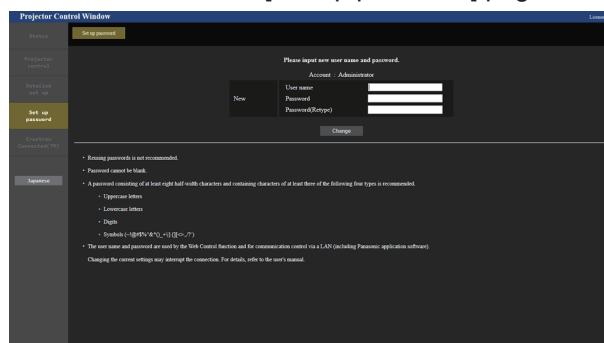 Projector Control Window
License
Status
Set up password
Projector
control
Please input new user name and password.
Account : Administrator
Detailed
set up
User name
New
Password
Password(Retype)
Set up
password
Change
Crestron
Connected(TM)
• Reusing passwords is not recommended.
• Password cannot be blank.
Japanese
• A password consisting of at least eight half-width characters and containing characters of at least three of the following four types is recommended.
• Uppercase letters
• Lowercase letters
• Digits
• Symbols
• The user name and password are used by the Web Control function and for communication control via a LAN (including Panasonic application software).
Changing the current settings may interrupt the connection. For details, refer to the user's manual.